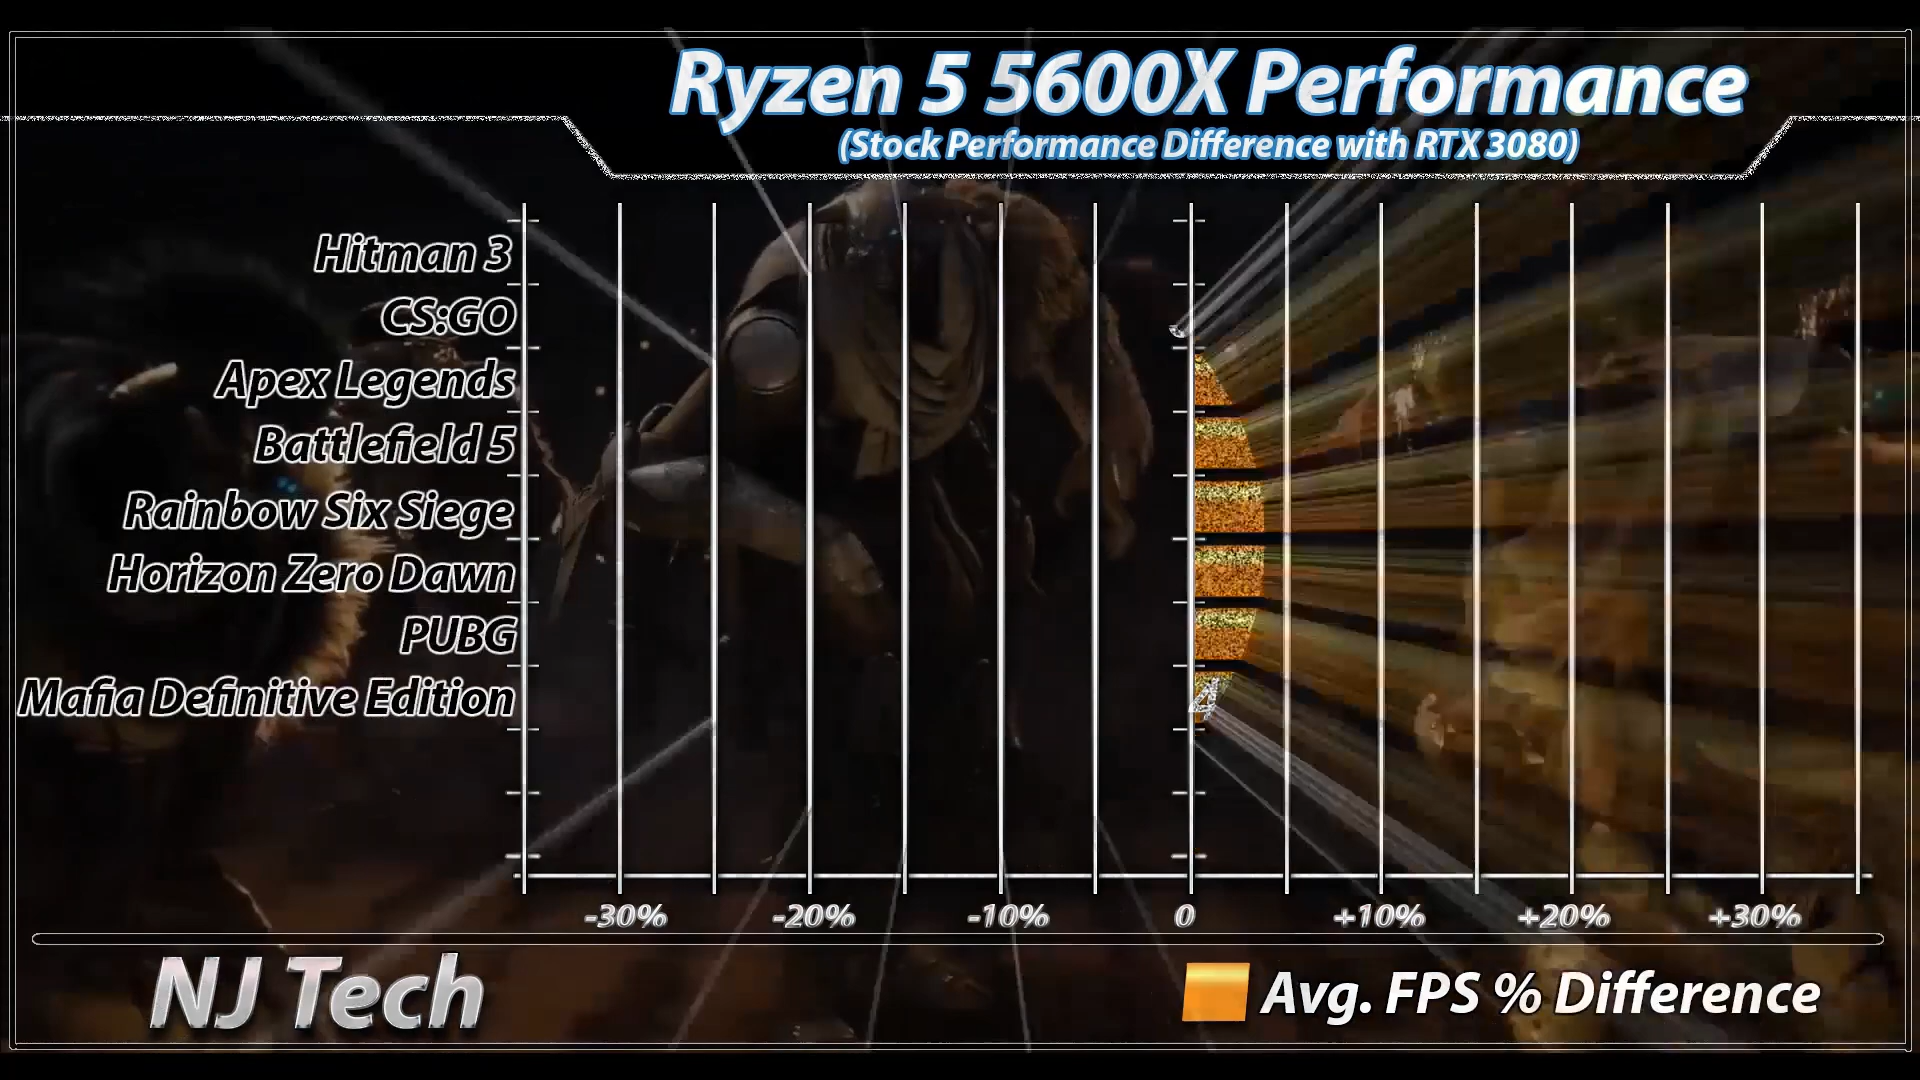 Ryzen 5 5600X Performance
(Stock Performance Difference with RTX 3080)
Hitman 3
CS:GO
Apex Legends
Battlefield 5
Rainbow Six Siege
Horizon Zero Dawn
PUBG
Mafia Definitive Edition
-30% -20% -10% 0 +10% +20% +30%
NJ Tech
Avg. FPS % Difference